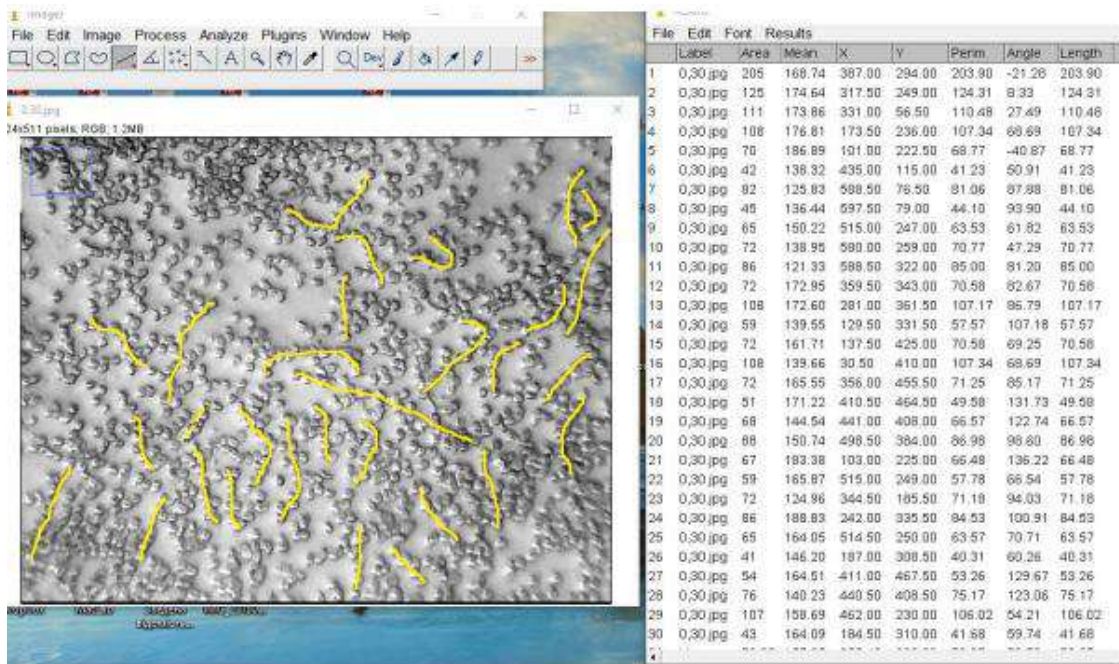 ImageJ
File Edit Image Process Analyze Plugins Window Help
Dev
0,30.jpg
24x511 pixels; RGB; 1.2MB
File Edit Font Results
Label Area Mean X Y Perim. Angle Length
1 0,30.jpg 205 168.74 387.00 294.00 203.90 -21.26 203.90
2 0,30.jpg 125 174.64 317.50 249.00 124.31 8.33 124.31
3 0,30.jpg 111 173.86 331.00 56.50 110.48 27.49 110.48
4 0,30.jpg 108 176.81 173.50 236.00 107.34 68.69 107.34
5 0,30.jpg 70 186.89 101.00 222.50 68.77 -40.87 68.77
6 0,30.jpg 42 138.32 435.00 115.00 41.23 50.91 41.23
7 0,30.jpg 82 125.83 588.50 76.50 81.06 87.88 81.06
8 0,30.jpg 45 136.44 597.50 79.00 44.10 93.90 44.10
9 0,30.jpg 65 150.22 515.00 247.00 63.53 61.82 63.53
10 0,30.jpg 72 138.95 580.00 259.00 70.77 47.29 70.77
11 0,30.jpg 86 121.33 588.50 322.00 85.00 81.20 85.00
12 0,30.jpg 72 172.95 359.50 343.00 70.58 82.67 70.58
13 0,30.jpg 108 172.60 281.00 361.50 107.17 86.79 107.17
14 0,30.jpg 59 139.55 129.50 331.50 57.57 107.18 57.57
15 0,30.jpg 72 161.71 137.50 425.00 70.58 69.25 70.58
16 0,30.jpg 108 139.66 30.50 410.00 107.34 68.69 107.34
17 0,30.jpg 72 165.55 356.00 455.50 71.25 85.17 71.25
18 0,30.jpg 51 171.22 410.50 464.50 49.58 131.73 49.58
19 0,30.jpg 68 144.54 441.00 408.00 66.57 122.74 66.57
20 0,30.jpg 88 150.74 498.50 384.00 86.98 98.60 86.98
21 0,30.jpg 67 183.38 103.00 225.00 66.48 136.22 66.48
22 0,30.jpg 59 165.87 515.00 249.00 57.78 66.54 57.78
23 0,30.jpg 72 124.96 344.50 185.50 71.18 94.03 71.18
24 0,30.jpg 86 188.83 242.00 335.50 84.53 100.91 84.53
25 0,30.jpg 65 164.05 514.50 250.00 63.57 70.71 63.57
26 0,30.jpg 41 146.20 187.00 308.50 40.31 60.26 40.31
27 0,30.jpg 54 164.51 411.00 467.50 53.26 129.67 53.26
28 0,30.jpg 76 140.23 440.50 408.50 75.17 123.06 75.17
29 0,30.jpg 107 158.69 462.00 230.00 106.02 54.21 106.02
30 0,30.jpg 43 164.09 184.50 310.00 41.68 59.74 41.68